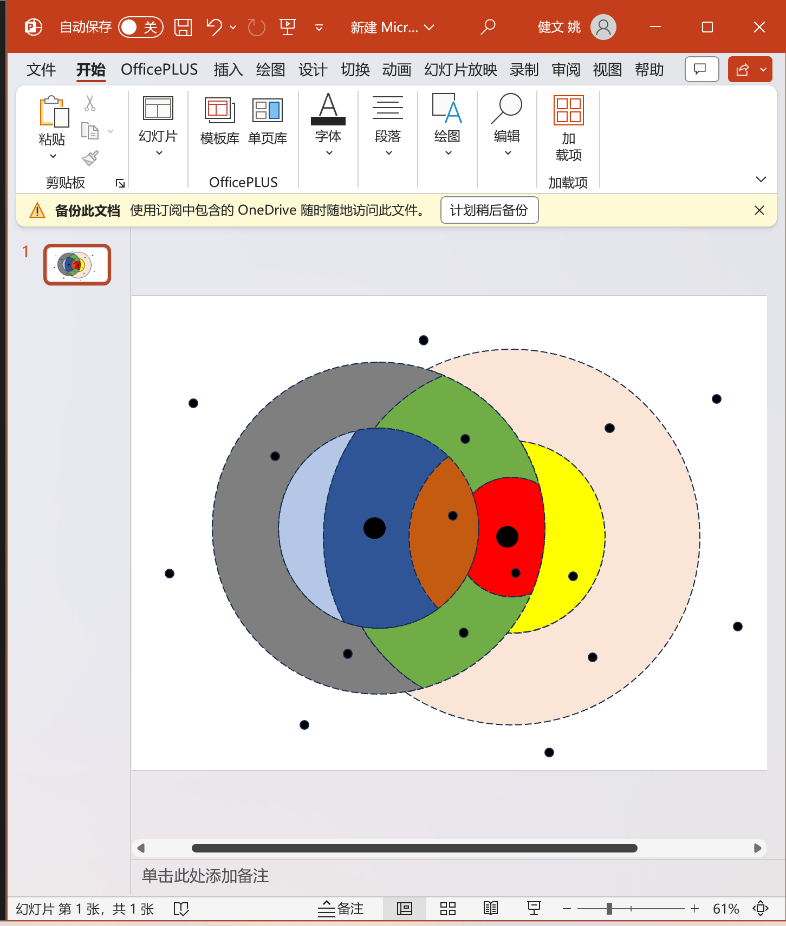 自动保存 关 新建 Micr... 健文 姚
文件 开始 OfficePLUS 插入 绘图 设计 切换 动画 幻灯片放映 录制 审阅 视图 帮助
粘贴 幻灯片 模板库 单页库 字体 段落 绘图 编辑 加
载项
剪贴板 OfficePLUS 加载项
备份此文档 使用订阅中包含的 OneDrive 随时随地访问此文件。 计划稍后备份
1
单击此处添加备注
幻灯片 第 1 张，共 1 张 备注 61%